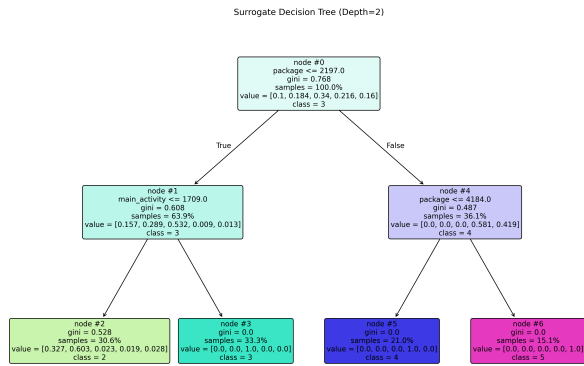 Surrogate Decision Tree (Depth=2)
node #0
package <= 2197.0
gini = 0.768
samples = 100.0%
value = [0.1, 0.184, 0.34, 0.216, 0.16]
class = 3
True
False
node #1
main_activity <= 1709.0
gini = 0.608
samples = 63.9%
value = [0.157, 0.289, 0.532, 0.009, 0.013]
class = 3
node #4
package <= 4184.0
gini = 0.487
samples = 36.1%
value = [0.0, 0.0, 0.0, 0.581, 0.419]
class = 4
node #2
gini = 0.528
samples = 30.6%
value = [0.327, 0.603, 0.023, 0.019, 0.028]
class = 2
node #3
gini = 0.0
samples = 33.3%
value = [0.0, 0.0, 1.0, 0.0, 0.0]
class = 3
node #5
gini = 0.0
samples = 21.0%
value = [0.0, 0.0, 0.0, 1.0, 0.0]
class = 4
node #6
gini = 0.0
samples = 15.1%
value = [0.0, 0.0, 0.0, 0.0, 1.0]
class = 5